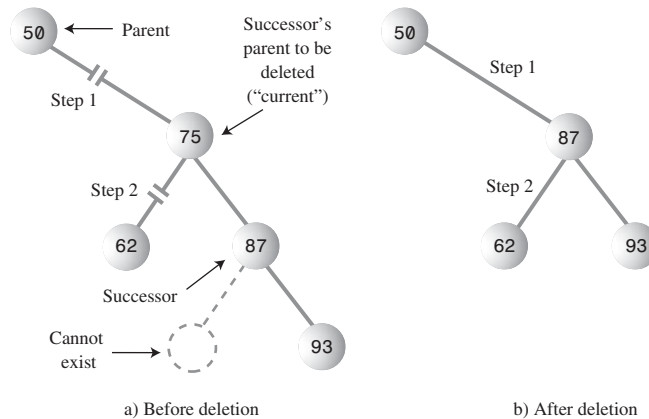 50
Parent
Successor's
parent to be
deleted
("current")
Step 1
75
Step 2
62
87
Successor
Cannot
exist
93
a) Before deletion
50
Step 1
87
Step 2
62
93
b) After deletion